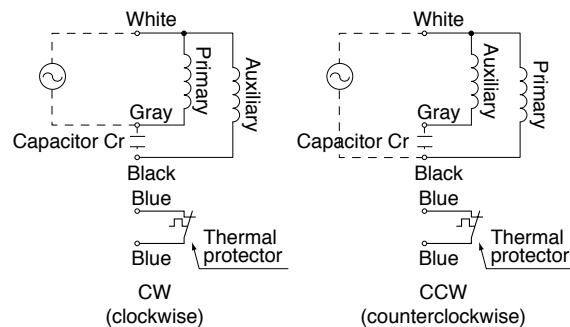 White
Primary
Auxiliary
Gray
Capacitor Cr
Black
Blue
Blue
Thermal
protector
CW
(clockwise)
White
Auxiliary
Primary
Gray
Capacitor Cr
Black
Blue
Blue
Thermal
protector
CCW
(counterclockwise)